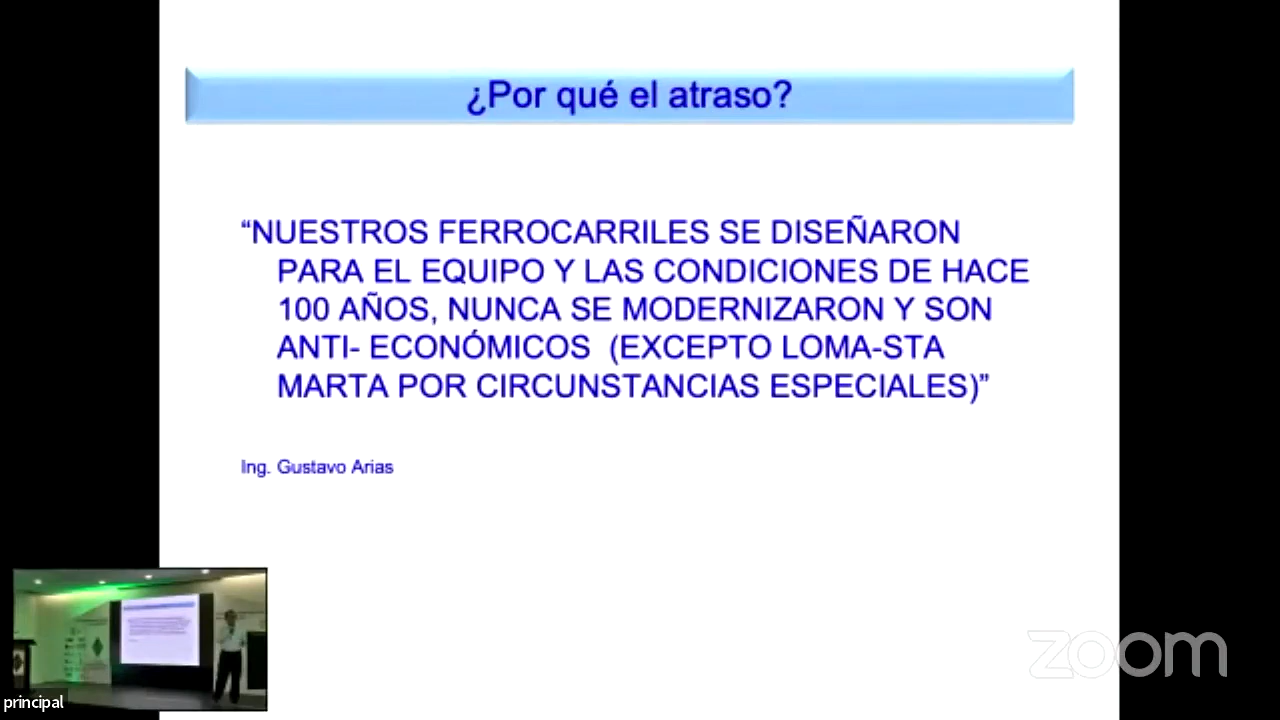 ¿Por qué el atraso?
“NUESTROS FERROCARRILES SE DISEÑARON
PARA EL EQUIPO Y LAS CONDICIONES DE HACE
100 AÑOS, NUNCA SE MODERNIZARON Y SON
ANTI- ECONÓMICOS (EXCEPTO LOMA-STA
MARTA POR CIRCUNSTANCIAS ESPECIALES)”
Ing. Gustavo Arias
principal
zoom